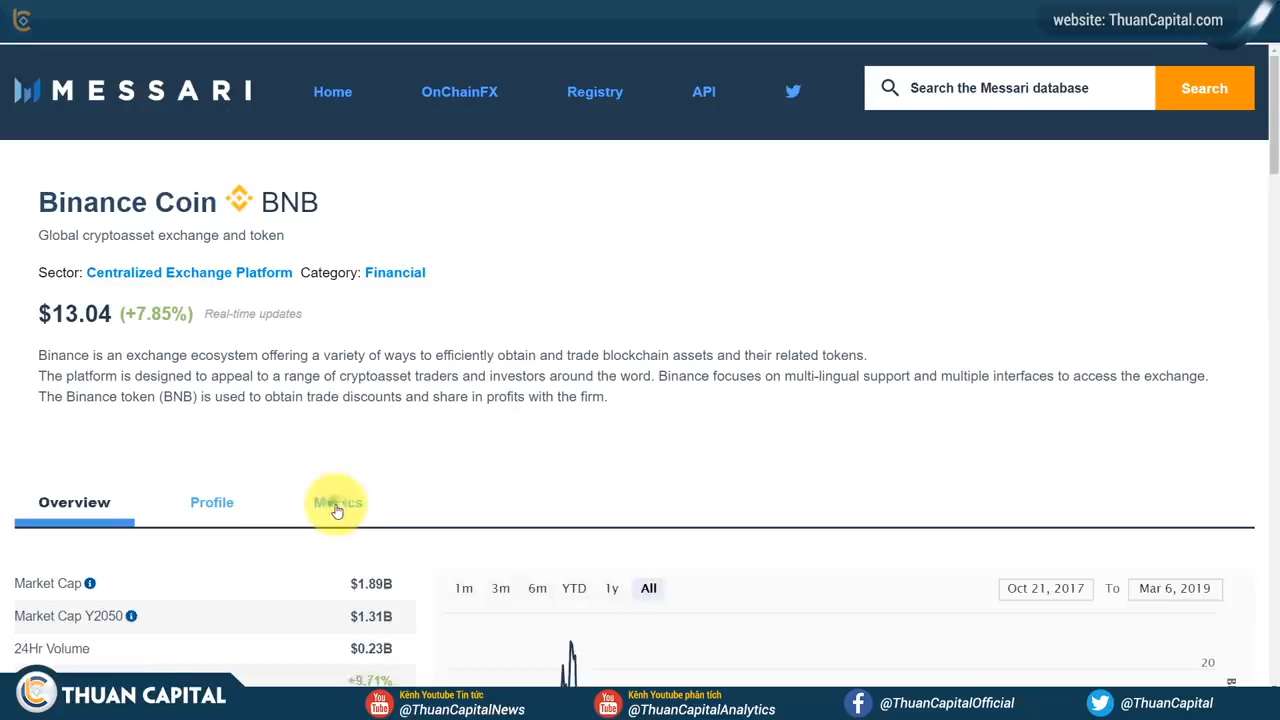 website: ThuanCapital.com
MESSARI
Home
OnChainFX
Registry
API
Search the Messari database
Search
Binance Coin BNB
Global cryptoasset exchange and token
Sector: Centralized Exchange Platform Category: Financial
$13.04 (+7.85%) Real-time updates
Binance is an exchange ecosystem offering a variety of ways to efficiently obtain and trade blockchain assets and their related tokens.
The platform is designed to appeal to a range of cryptoasset traders and investors around the word. Binance focuses on multi-lingual support and multiple interfaces to access the exchange.
The Binance token (BNB) is used to obtain trade discounts and share in profits with the firm.
Overview
Profile
Metrics
Market Cap $1.89B
Market Cap Y2050 $1.31B
24Hr Volume $0.23B
+9.71%
1m 3m 6m YTD 1y All
Oct 21, 2017 To Mar 6, 2019
20
THUAN CAPITAL
You Tube
Kênh Youtube Tin tức
@ThuanCapitalNews
You Tube
Kênh Youtube phân tích
@ThuanCapitalAnalytics
@ThuanCapitalOfficial
@ThuanCapital